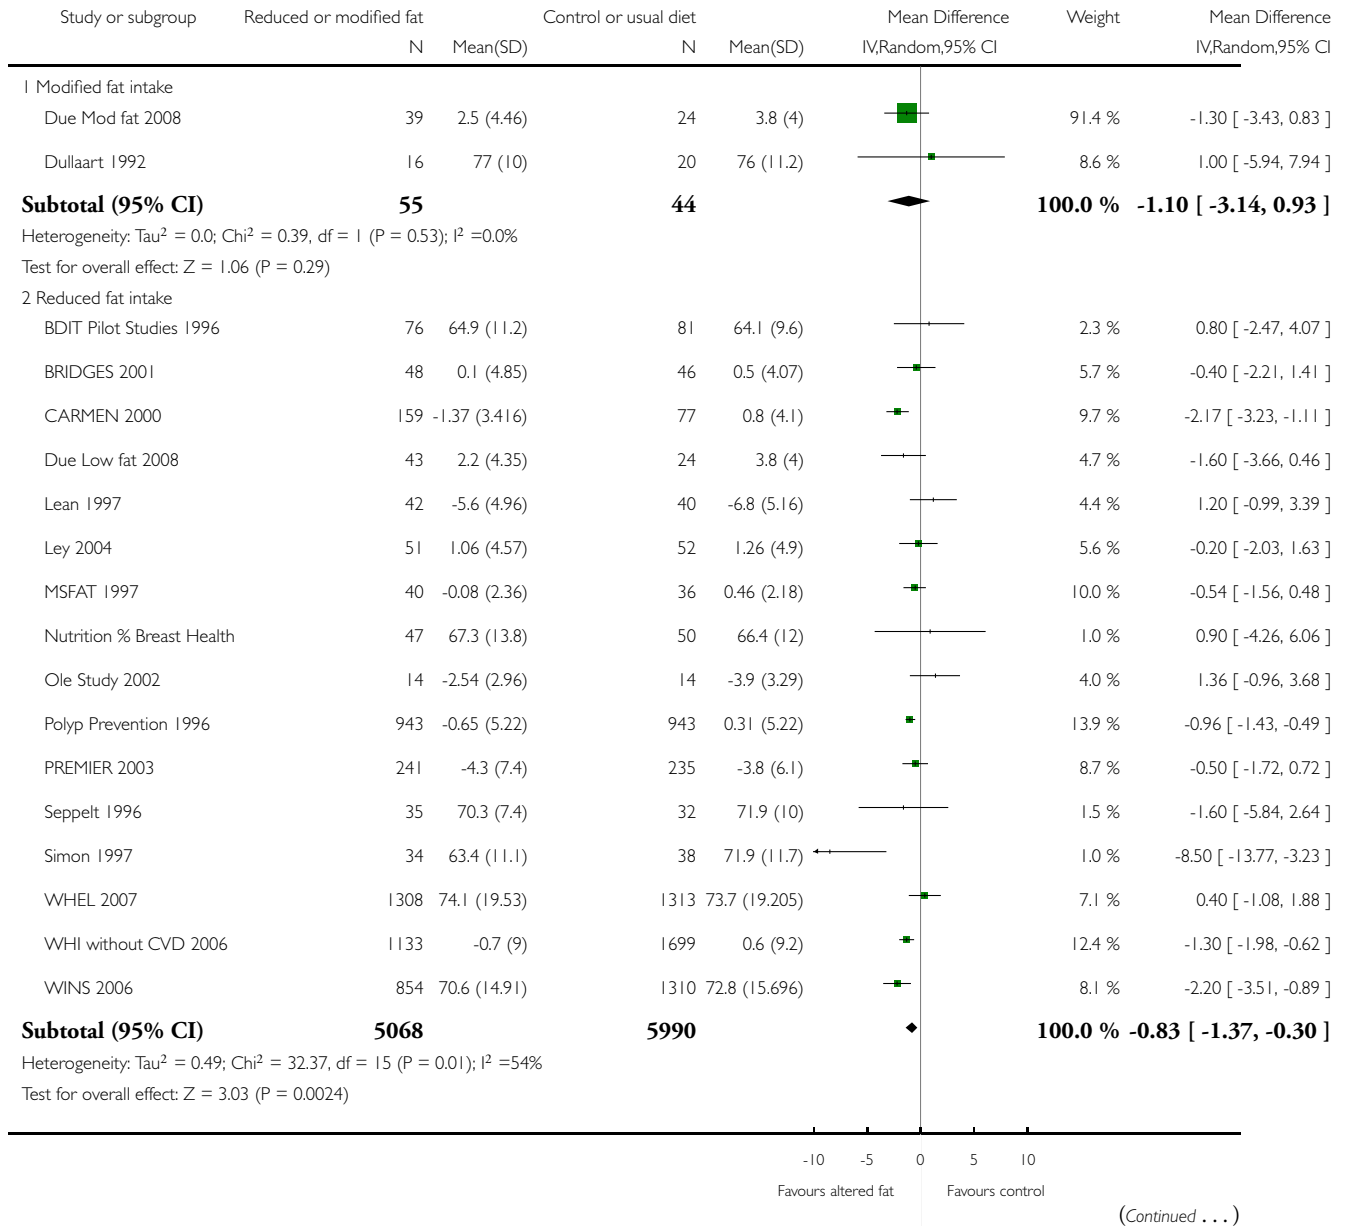 Study or subgroup Reduced or modified fat Control or usual diet Mean Difference Weight Mean Difference
N Mean(SD) N Mean(SD) IV,Random,95% CI IV,Random,95% CI
1 Modified fat intake
Due Mod fat 2008 39 2.5 (4.46) 24 3.8 (4) 91.4 % -1.30 [ -3.43, 0.83 ]
Dullaart 1992 16 77 (10) 20 76 (11.2) 8.6 % 1.00 [ -5.94, 7.94 ]
Subtotal (95% CI) 55 44 100.0 % -1.10 [ -3.14, 0.93 ]
Heterogeneity: Tau² = 0.0; Chi² = 0.39, df = 1 (P = 0.53); I² =0.0%
Test for overall effect: Z = 1.06 (P = 0.29)
2 Reduced fat intake
BDIT Pilot Studies 1996 76 64.9 (11.2) 81 64.1 (9.6) 2.3 % 0.80 [ -2.47, 4.07 ]
BRIDGES 2001 48 0.1 (4.85) 46 0.5 (4.07) 5.7 % -0.40 [ -2.21, 1.41 ]
CARMEN 2000 159 -1.37 (3.416) 77 0.8 (4.1) 9.7 % -2.17 [ -3.23, -1.11 ]
Due Low fat 2008 43 2.2 (4.35) 24 3.8 (4) 4.7 % -1.60 [ -3.66, 0.46 ]
Lean 1997 42 -5.6 (4.96) 40 -6.8 (5.16) 4.4 % 1.20 [ -0.99, 3.39 ]
Ley 2004 51 1.06 (4.57) 52 1.26 (4.9) 5.6 % -0.20 [ -2.03, 1.63 ]
MSFAT 1997 40 -0.08 (2.36) 36 0.46 (2.18) 10.0 % -0.54 [ -1.56, 0.48 ]
Nutrition % Breast Health 47 67.3 (13.8) 50 66.4 (12) 1.0 % 0.90 [ -4.26, 6.06 ]
Ole Study 2002 14 -2.54 (2.96) 14 -3.9 (3.29) 4.0 % 1.36 [ -0.96, 3.68 ]
Polyp Prevention 1996 943 -0.65 (5.22) 943 0.31 (5.22) 13.9 % -0.96 [ -1.43, -0.49 ]
PREMIER 2003 241 -4.3 (7.4) 235 -3.8 (6.1) 8.7 % -0.50 [ -1.72, 0.72 ]
Seppelt 1996 35 70.3 (7.4) 32 71.9 (10) 1.5 % -1.60 [ -5.84, 2.64 ]
Simon 1997 34 63.4 (11.1) 38 71.9 (11.7) 1.0 % -8.50 [ -13.77, -3.23 ]
WHEL 2007 1308 74.1 (19.53) 1313 73.7 (19.205) 7.1 % 0.40 [ -1.08, 1.88 ]
WHI without CVD 2006 1133 -0.7 (9) 1699 0.6 (9.2) 12.4 % -1.30 [ -1.98, -0.62 ]
WINS 2006 854 70.6 (14.91) 1310 72.8 (15.696) 8.1 % -2.20 [ -3.51, -0.89 ]
Subtotal (95% CI) 5068 5990 100.0 % -0.83 [ -1.37, -0.30 ]
Heterogeneity: Tau² = 0.49; Chi² = 32.37, df = 15 (P = 0.01); I² =54%
Test for overall effect: Z = 3.03 (P = 0.0024)
-10 -5 0 5 10
Favours altered fat Favours control
(Continued . . . )